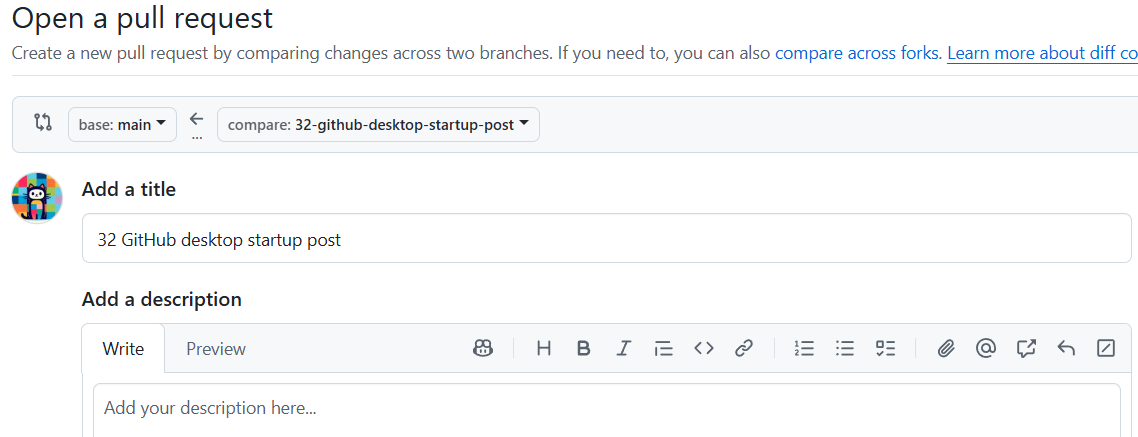 Open a pull request
Create a new pull request by comparing changes across two branches. If you need to, you can also compare across forks. Learn more about diff co
base: main ← ... compare: 32-github-desktop-startup-post
Add a title
32 GitHub desktop startup post
Add a description
Write Preview
Add your description here...